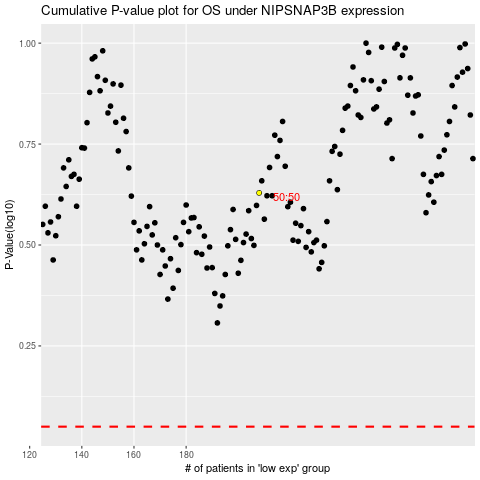 Cumulative P-value plot for OS under NIPSNAP3B expression
P-Value(log10)
1.00
0.75
0.50
0.25
50:50
120 140 160 180
# of patients in 'low exp' group